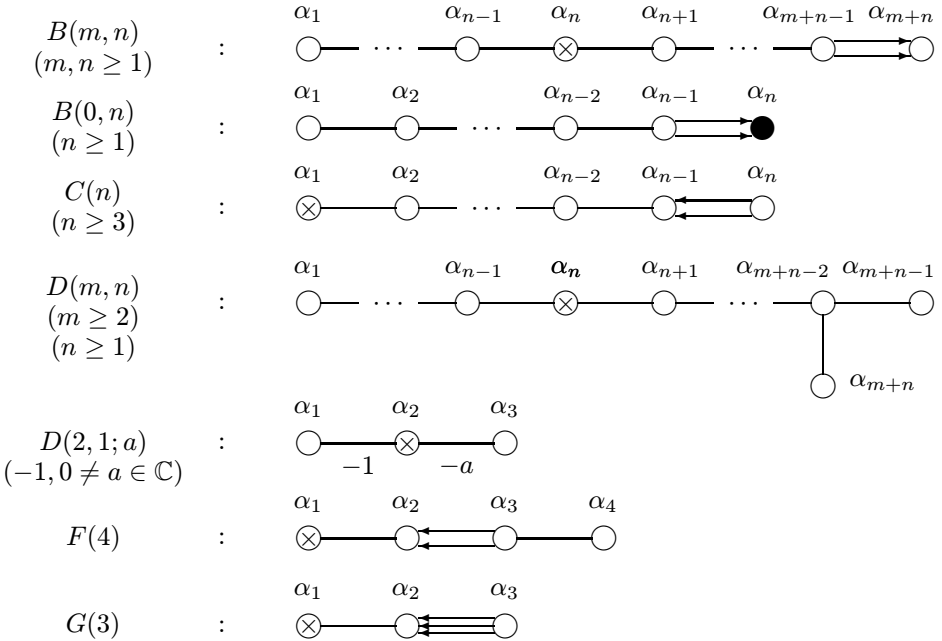 α₁ αₙ₋₁ αₙ αₙ₊₁ αₘ₊ₙ₋₁ αₘ₊ₙ
B(m, n) : ··· ···
(m, n ≥ 1)
α₁ α₂ αₙ₋₂ αₙ₋₁ αₙ
B(0, n) : ···
(n ≥ 1)
α₁ α₂ αₙ₋₂ αₙ₋₁ αₙ
C(n) : ···
(n ≥ 3)
α₁ αₙ₋₁ αₙ αₙ₊₁ αₘ₊ₙ₋₂ αₘ₊ₙ₋₁
D(m, n) : ··· ···
(m ≥ 2)
(n ≥ 1)
αₘ₊ₙ
α₁ α₂ α₃
D(2, 1; a) :
−1 −a
(−1, 0 ≠ a ∈ ℂ)
α₁ α₂ α₃ α₄
F(4) :
α₁ α₂ α₃
G(3) :